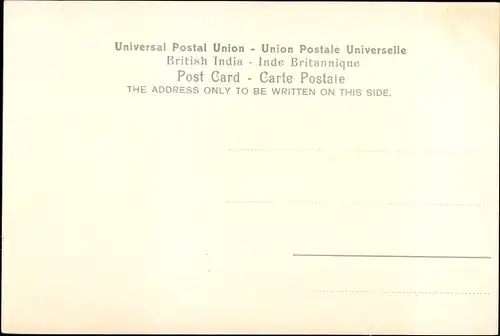 Universal Postal Union - Union Postale Universelle
British India - Inde Britannique
Post Card - Carte Postale
THE ADDRESS ONLY TO BE WRITTEN ON THIS SIDE.